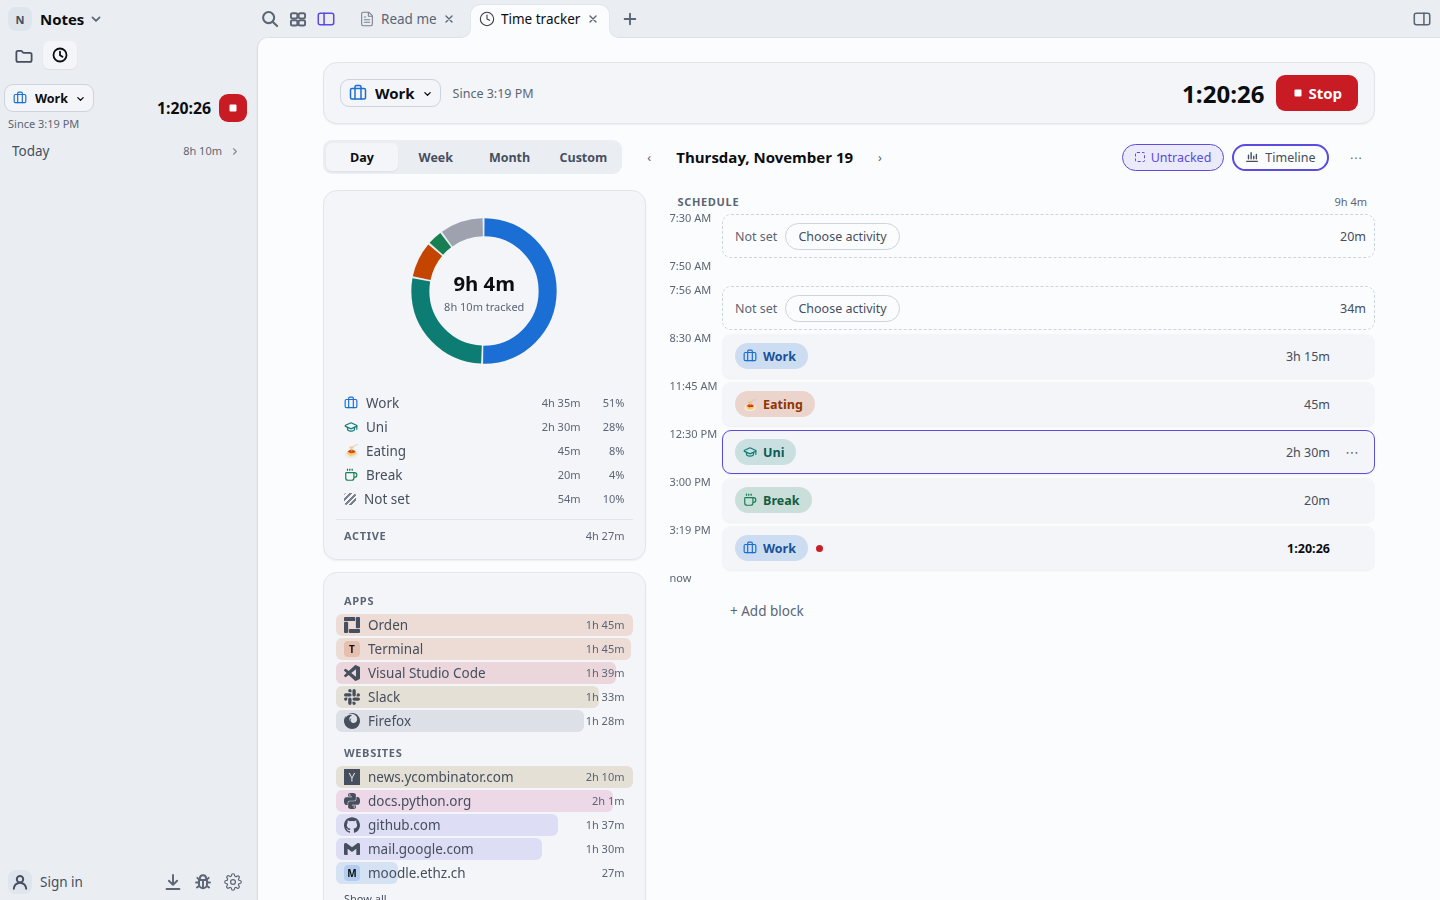 N Notes
Read me
Time tracker
Work
Since 3:19 PM
1:20:26
Today 8h 10m
Sign in
Work Since 3:19 PM 1:20:26 Stop
Day Week Month Custom
Thursday, November 19
Untracked Timeline
9h 4m
8h 10m tracked
Work 4h 35m 51%
Uni 2h 30m 28%
Eating 45m 8%
Break 20m 4%
Not set 54m 10%
ACTIVE 4h 27m
APPS
Orden 1h 45m
T Terminal 1h 45m
Visual Studio Code 1h 39m
Slack 1h 33m
Firefox 1h 28m
WEBSITES
Y news.ycombinator.com 2h 10m
docs.python.org 2h 1m
github.com 1h 37m
mail.google.com 1h 30m
M moodle.ethz.ch 27m
Show all
SCHEDULE 9h 4m
7:30 AM
Not set Choose activity 20m
7:50 AM
7:56 AM
Not set Choose activity 34m
8:30 AM
Work 3h 15m
11:45 AM
Eating 45m
12:30 PM
Uni 2h 30m ...
3:00 PM
Break 20m
3:19 PM
Work 1:20:26
now
+ Add block